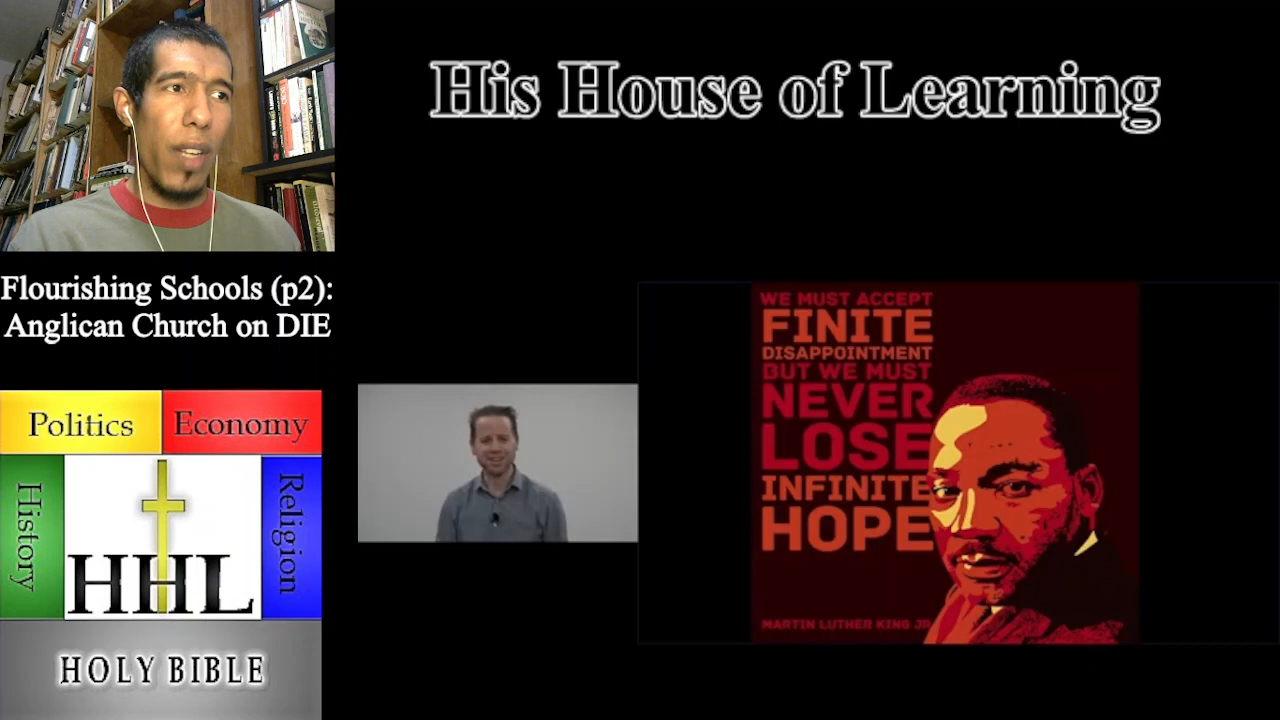 His House of Learning
Flourishing Schools (p2):
Anglican Church on DIE
Politics
Economy
History
Religion
HHL
HOLY BIBLE
WE MUST ACCEPT
FINITE
DISAPPOINTMENT
BUT WE MUST
NEVER
LOSE
INFINITE
HOPE
MARTIN LUTHER KING JR